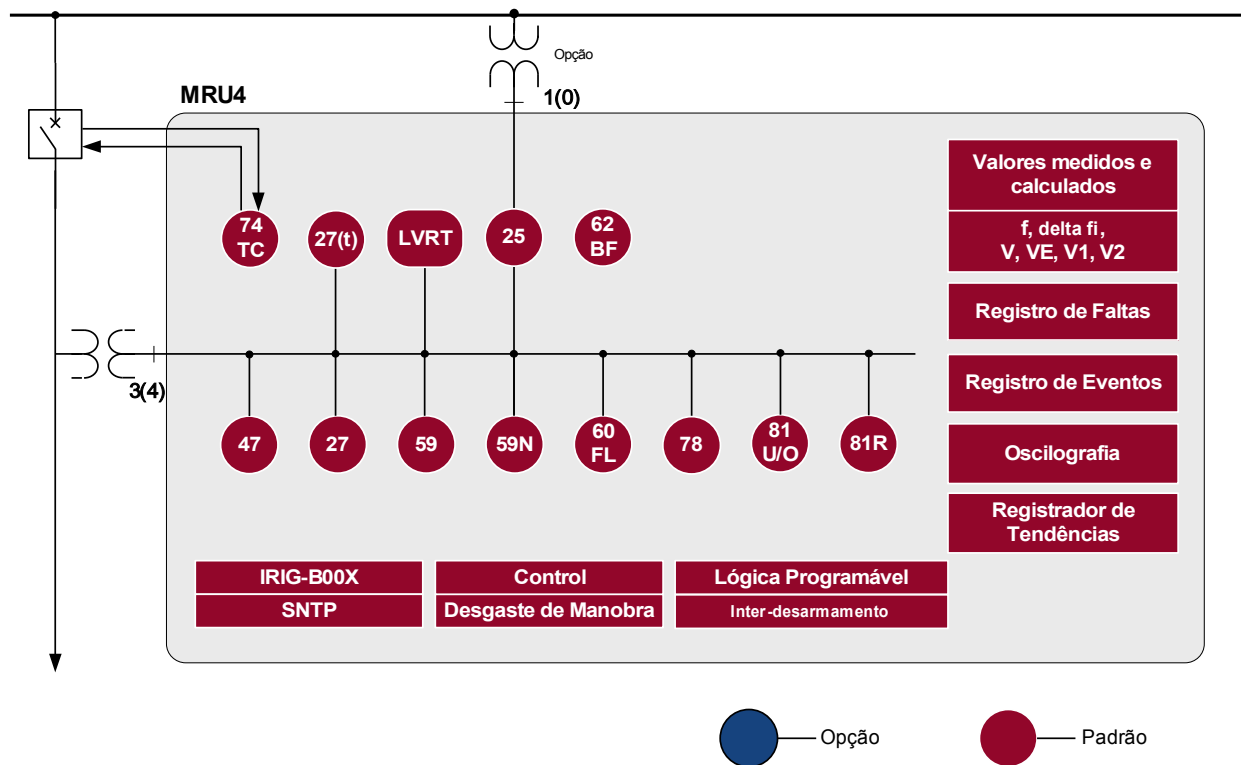 Opção
1(0)
MRU4
Valores medidos e
calculados
f, delta fi,
V, VE, V1, V2
74
TC
27(t)
LVRT
25
62
BF
Registro de Faltas
3(4)
Registro de Eventos
47
27
59
59N
60
FL
78
81
U/O
81R
Oscilografia
Registrador de
Tendências
IRIG-B00X
Control
Lógica Programável
SNTP
Desgaste de Manobra
Inter-desarmamento
Opção
Padrão